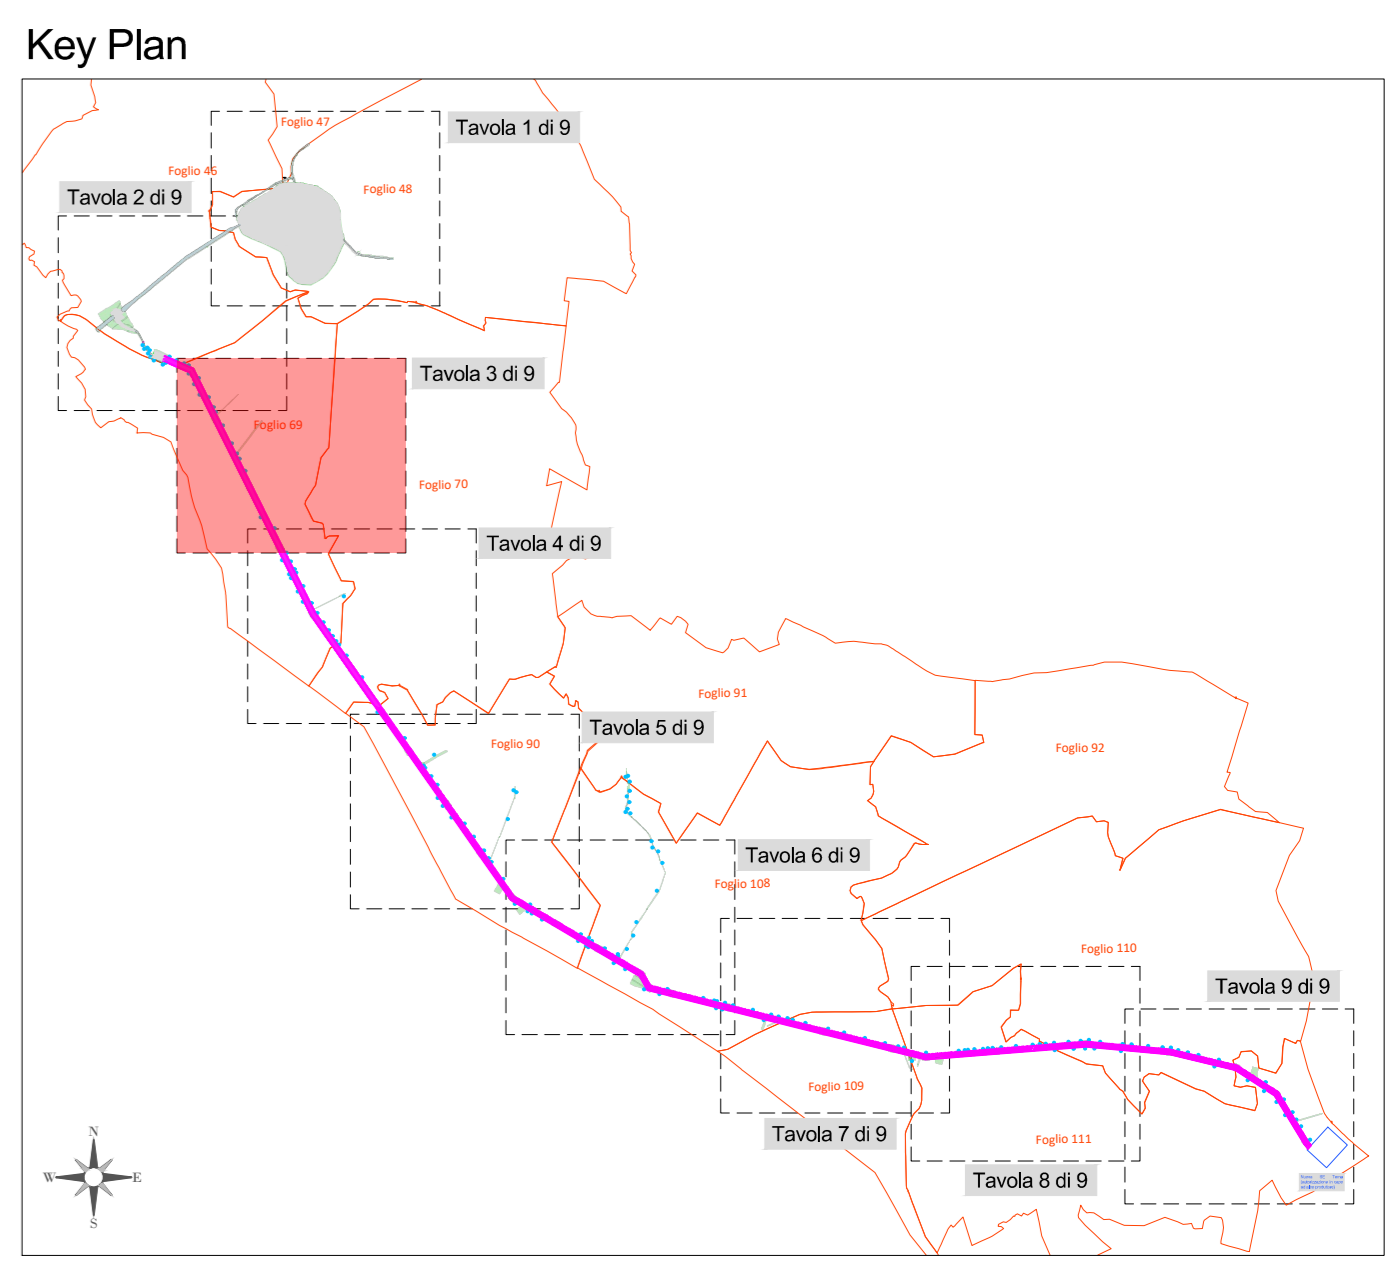 Key Plan
Foglio 47
Tavola 1 di 9
Foglio 46
Foglio 48
Tavola 2 di 9
Tavola 3 di 9
Foglio 69
Foglio 70
Tavola 4 di 9
Foglio 91
Tavola 5 di 9
Foglio 90
Foglio 92
Tavola 6 di 9
Foglio 108
Foglio 110
Tavola 9 di 9
Foglio 109
Tavola 7 di 9
Foglio 111
Tavola 8 di 9
N
W
E
S